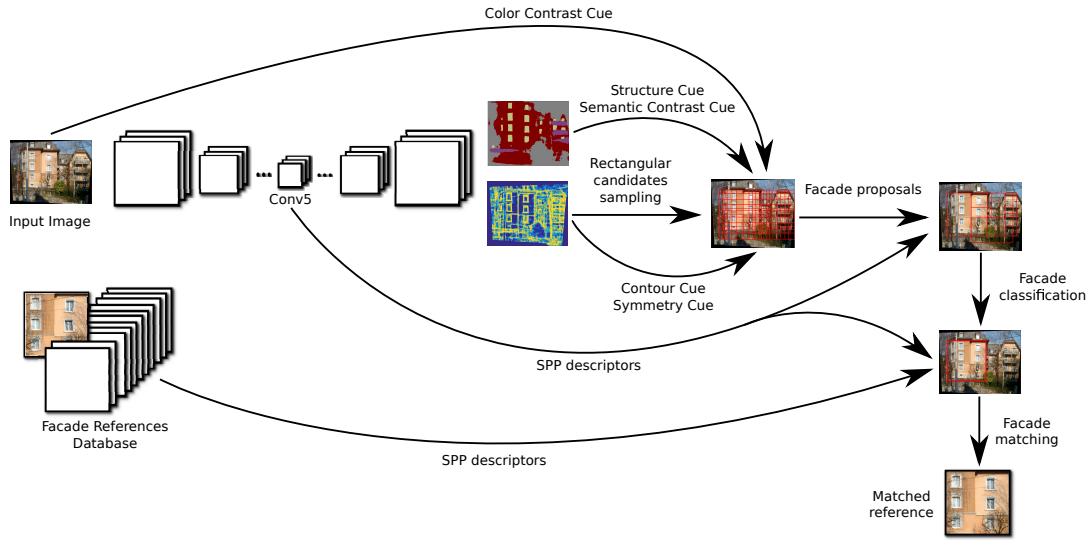 Color Contrast Cue
Structure Cue
Semantic Contrast Cue
Rectangular
candidates
sampling
Conv5
Input Image
Facade proposals
Contour Cue
Symmetry Cue
Facade
classification
SPP descriptors
Facade References
Database
Facade
matching
SPP descriptors
Matched
reference